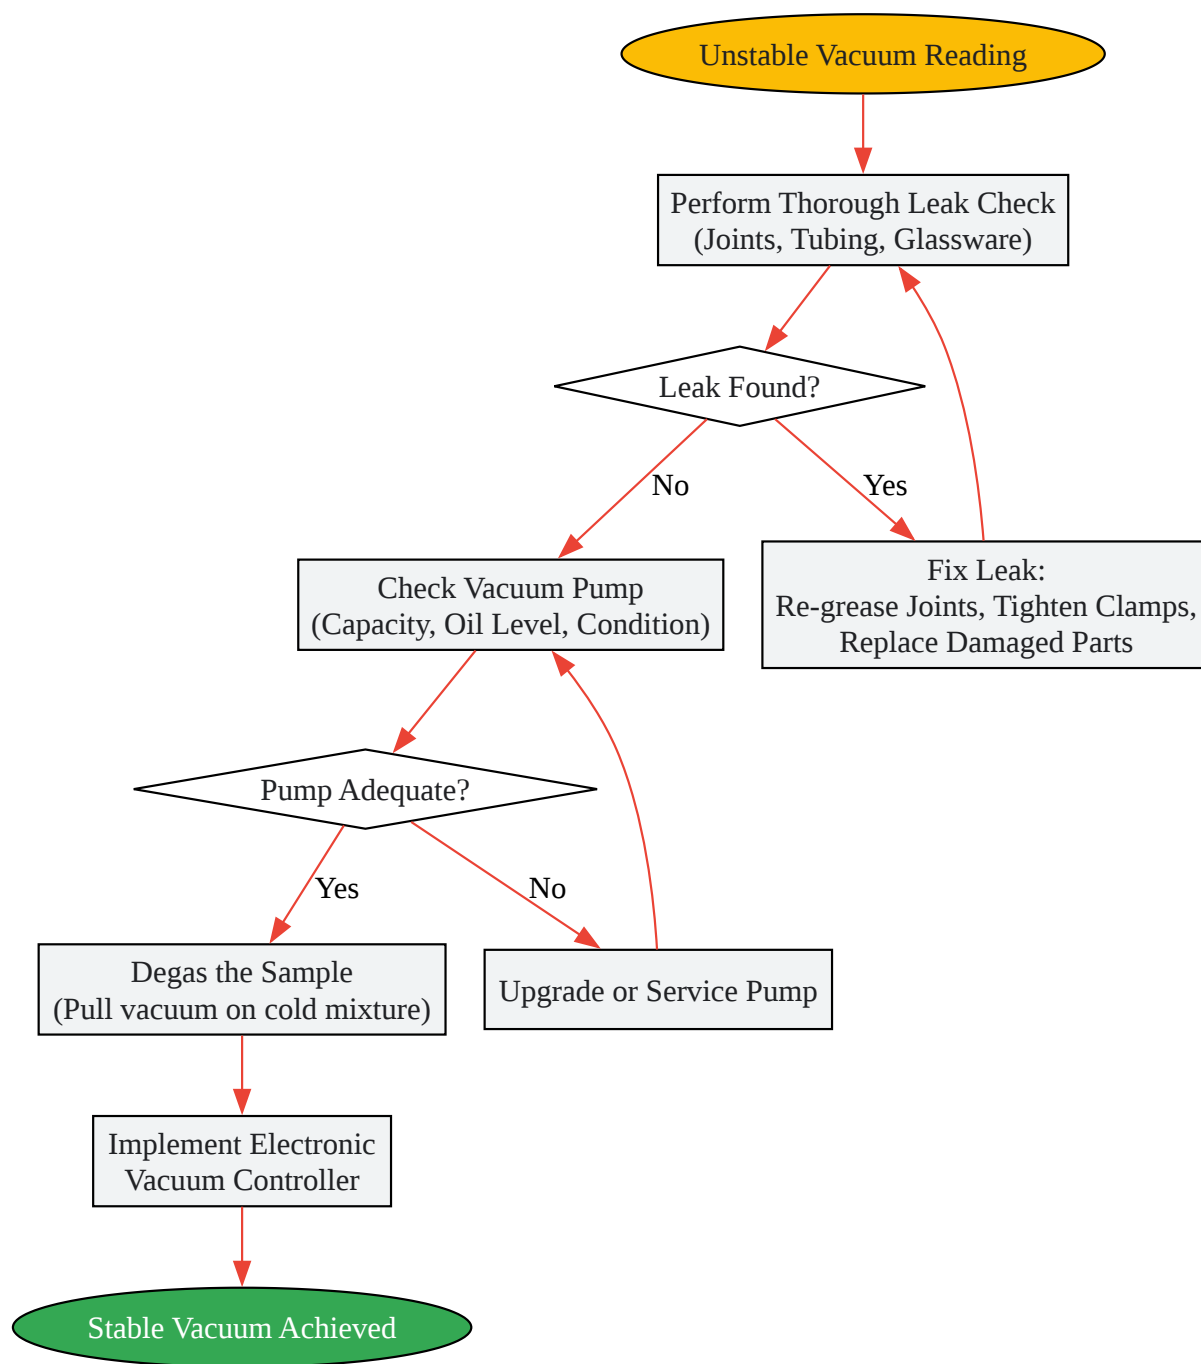 Unstable Vacuum Reading
Perform Thorough Leak Check
(Joints, Tubing, Glassware)
Leak Found?
No
Yes
Check Vacuum Pump
(Capacity, Oil Level, Condition)
Fix Leak:
Re-grease Joints, Tighten Clamps,
Replace Damaged Parts
Pump Adequate?
Yes
No
Degas the Sample
(Pull vacuum on cold mixture)
Upgrade or Service Pump
Implement Electronic
Vacuum Controller
Stable Vacuum Achieved